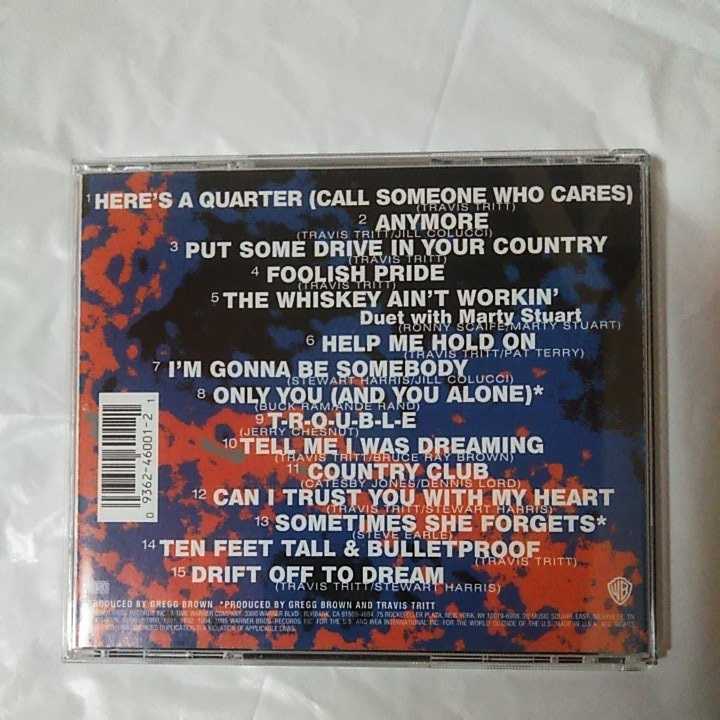 1 HERE'S A QUARTER (CALL SOMEONE WHO CARES)
(TRAVIS TRITT)
2 ANYMORE
(TRAVIS TRITT/JILL COLUCCI)
3 PUT SOME DRIVE IN YOUR COUNTRY
(TRAVIS TRITT)
4 FOOLISH PRIDE
(TRAVIS TRITT)
5 THE WHISKEY AIN'T WORKIN'
Duet with Marty Stuart
(RONNY SCAIFE/MARTY STUART)
6 HELP ME HOLD ON
(TRAVIS TRITT/PAT TERRY)
7 I'M GONNA BE SOMEBODY
(STEWART HARRIS/JILL COLUCCI)
8 ONLY YOU (AND YOU ALONE)*
(BUCK RAM/ANDE RAND)
9 T-R-O-U-B-L-E
(JERRY CHESNUT)
10 TELL ME I WAS DREAMING
(TRAVIS TRITT/BRUCE RAY BROWN)
11 COUNTRY CLUB
(CATESBY JONES/DENNIS LORD)
12 CAN I TRUST YOU WITH MY HEART
(TRAVIS TRITT/STEWART HARRIS)
13 SOMETIMES SHE FORGETS*
(STEVE EARLE)
14 TEN FEET TALL & BULLETPROOF
(TRAVIS TRITT)
15 DRIFT OFF TO DREAM
(TRAVIS TRITT/STEWART HARRIS)
0 9362-46001-2 1
PRODUCED BY GREGG BROWN *PRODUCED BY GREGG BROWN AND TRAVIS TRITT
WB